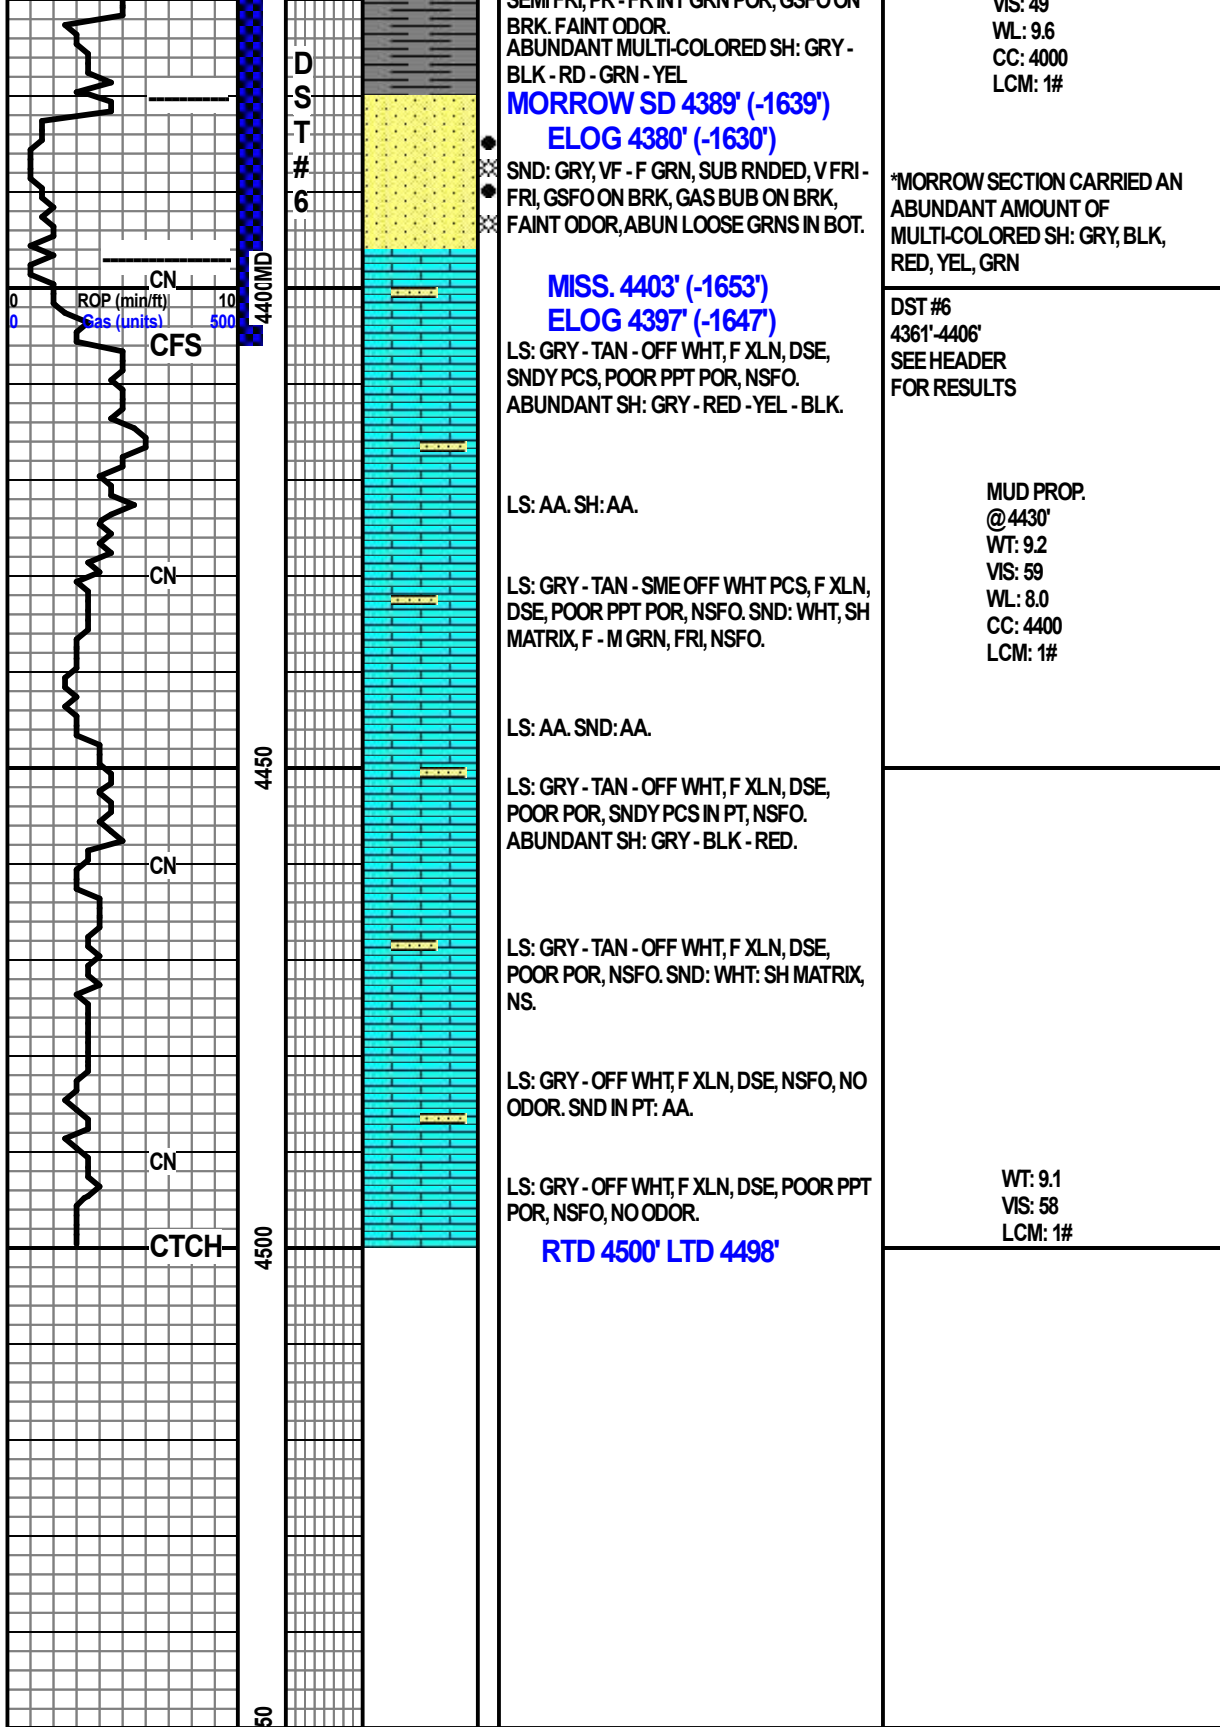 CN
0 ROP (min/ft) 10
0 Gas (units) 500
CFS
CN
CN
CN
CTCH
4400MD
4450
4500
50
D
S
T
#
6
SEMI FRI, PR - FR INT GRN POR, GSFO ON
BRK. FAINT ODOR.
ABUNDANT MULTI-COLORED SH: GRY -
BLK - RD - GRN - YEL
MORROW SD 4389' (-1639')
ELOG 4380' (-1630')
SND: GRY, VF - F GRN, SUB RNDED, V FRI -
FRI, GSFO ON BRK, GAS BUB ON BRK,
FAINT ODOR, ABUN LOOSE GRNS IN BOT.
MISS. 4403' (-1653')
ELOG 4397' (-1647')
LS: GRY - TAN - OFF WHT, F XLN, DSE,
SNDY PCS, POOR PPT POR, NSFO.
ABUNDANT SH: GRY - RED - YEL - BLK.
LS: AA. SH: AA.
LS: GRY - TAN - SME OFF WHT PCS, F XLN,
DSE, POOR PPT POR, NSFO. SND: WHT, SH
MATRIX, F - M GRN, FRI, NSFO.
LS: AA. SND: AA.
LS: GRY - TAN - OFF WHT, F XLN, DSE,
POOR POR, SNDY PCS IN PT, NSFO.
ABUNDANT SH: GRY - BLK - RED.
LS: GRY - TAN - OFF WHT, F XLN, DSE,
POOR POR, NSFO. SND: WHT: SH MATRIX,
NS.
LS: GRY - OFF WHT, F XLN, DSE, NSFO, NO
ODOR. SND IN PT: AA.
LS: GRY - OFF WHT, F XLN, DSE, POOR PPT
POR, NSFO, NO ODOR.
RTD 4500' LTD 4498'
VIS: 49
WL: 9.6
CC: 4000
LCM: 1#
*MORROW SECTION CARRIED AN
ABUNDANT AMOUNT OF
MULTI-COLORED SH: GRY, BLK,
RED, YEL, GRN
DST #6
4361'-4406'
SEE HEADER
FOR RESULTS
MUD PROP.
@ 4430'
WT: 9.2
VIS: 59
WL: 8.0
CC: 4400
LCM: 1#
WT: 9.1
VIS: 58
LCM: 1#